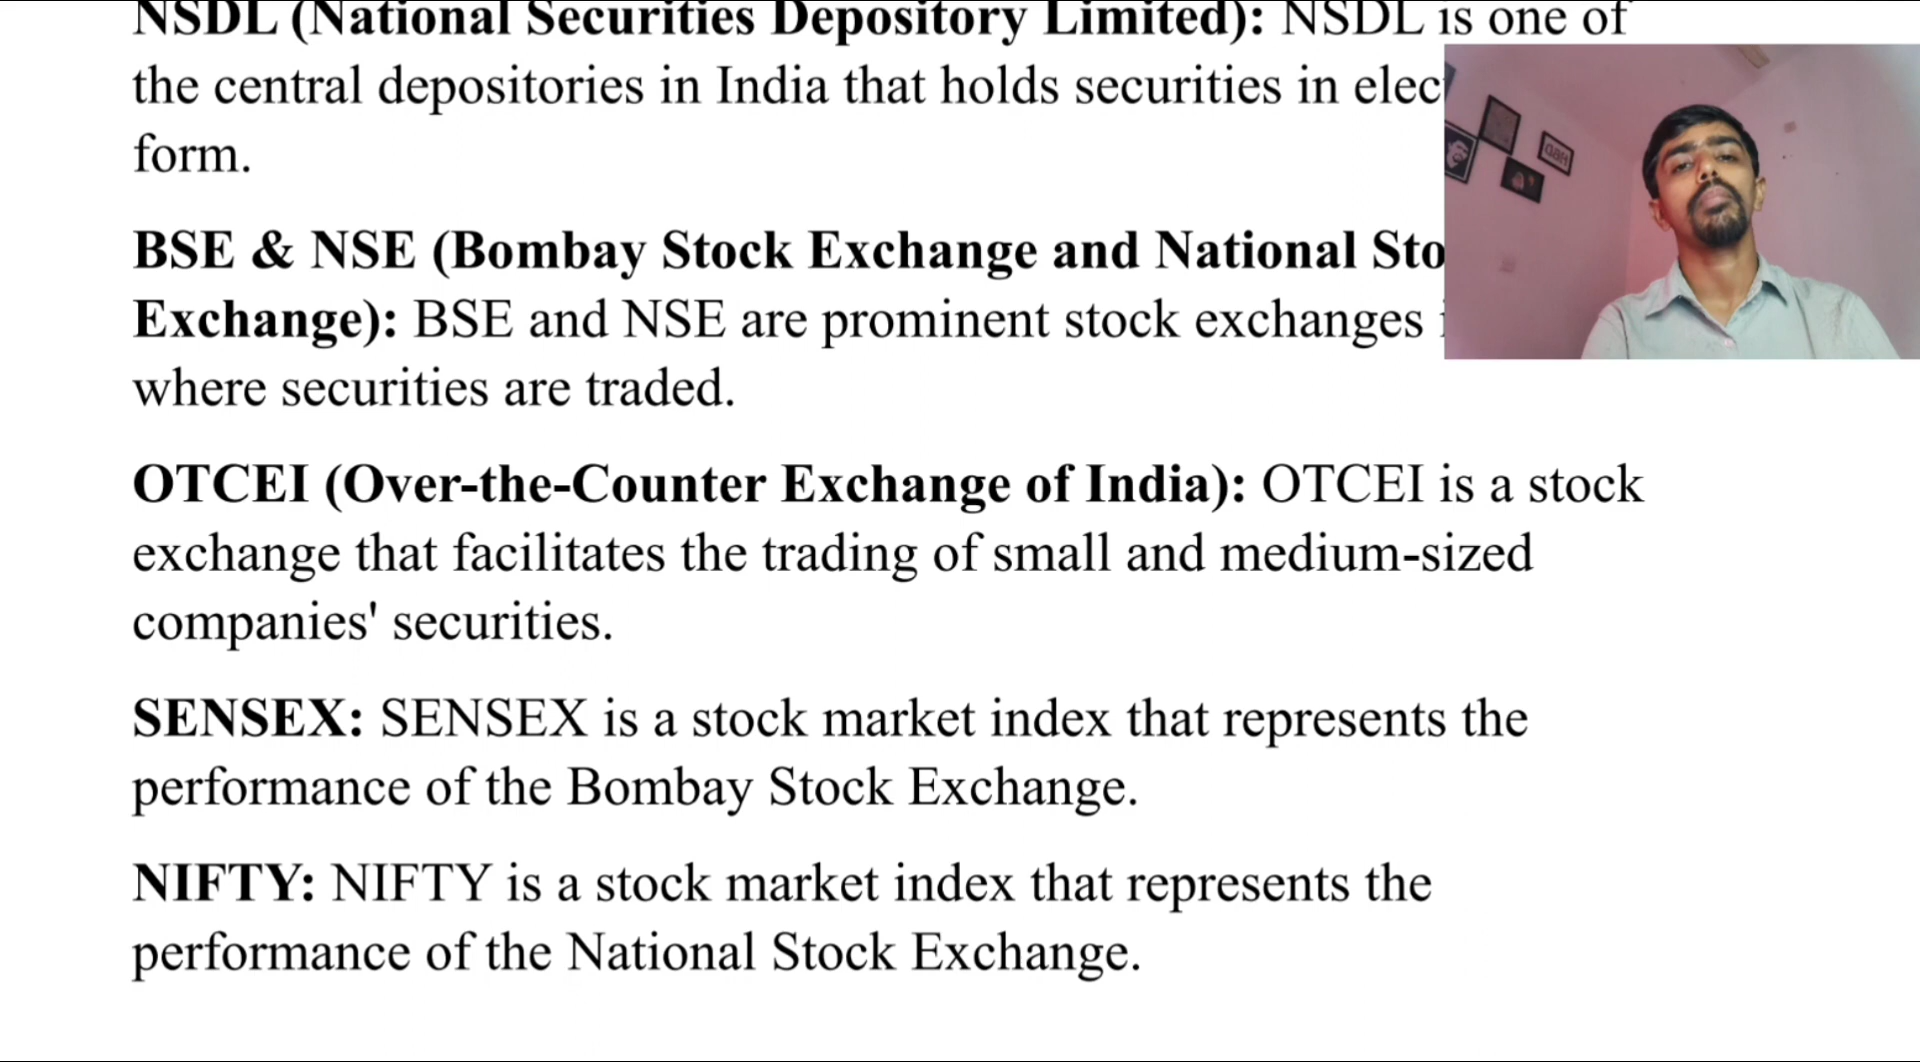 NSDL (National Securities Depository Limited): NSDL is one of
the central depositories in India that holds securities in
form.
BSE & NSE (Bombay Stock Exchange and National
Exchange): BSE and NSE are prominent stock exchanges
where securities are traded.
OTCEI (Over-the-Counter Exchange of India): OTCEI is a stock
exchange that facilitates the trading of small and medium-sized
companies' securities.
SENSEX: SENSEX is a stock market index that represents the
performance of the Bombay Stock Exchange.
NIFTY: NIFTY is a stock market index that represents the
performance of the National Stock Exchange.